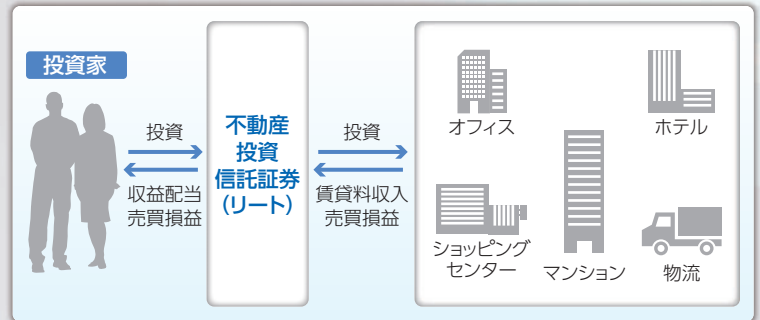 投資家
投資
収益配当
売買損益
不動産
投資
信託証券
(リート)
投資
賃貸料収入
売買損益
オフィス
ホテル
ショッピング
センター
マンション
物流